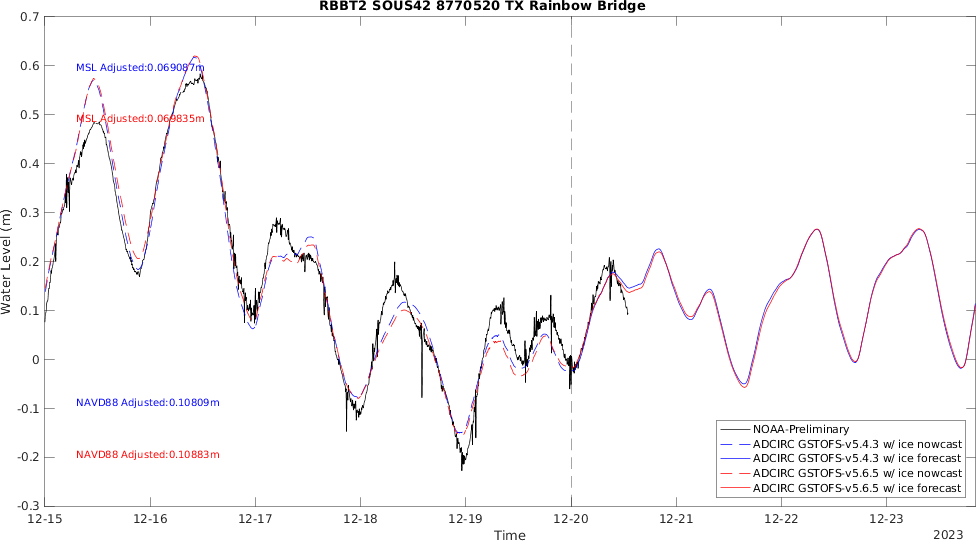 RBBT2 SOUS42 8770520 TX Rainbow Bridge
0.7
0.6
0.5
0.4
0.3
0.2
0.1
0
-0.1
-0.2
-0.3
Water Level (m)
MSL Adjusted:0.069087m
MSL Adjusted:0.069835m
NAVD88 Adjusted:0.10809m
NAVD88 Adjusted:0.10883m
NOAA-Preliminary
ADCIRC GSTOFS-v5.4.3 w/ ice nowcast
ADCIRC GSTOFS-v5.4.3 w/ ice forecast
ADCIRC GSTOFS-v5.6.5 w/ ice nowcast
ADCIRC GSTOFS-v5.6.5 w/ ice forecast
12-15 12-16 12-17 12-18 12-19 12-20 12-21 12-22 12-23
Time
2023